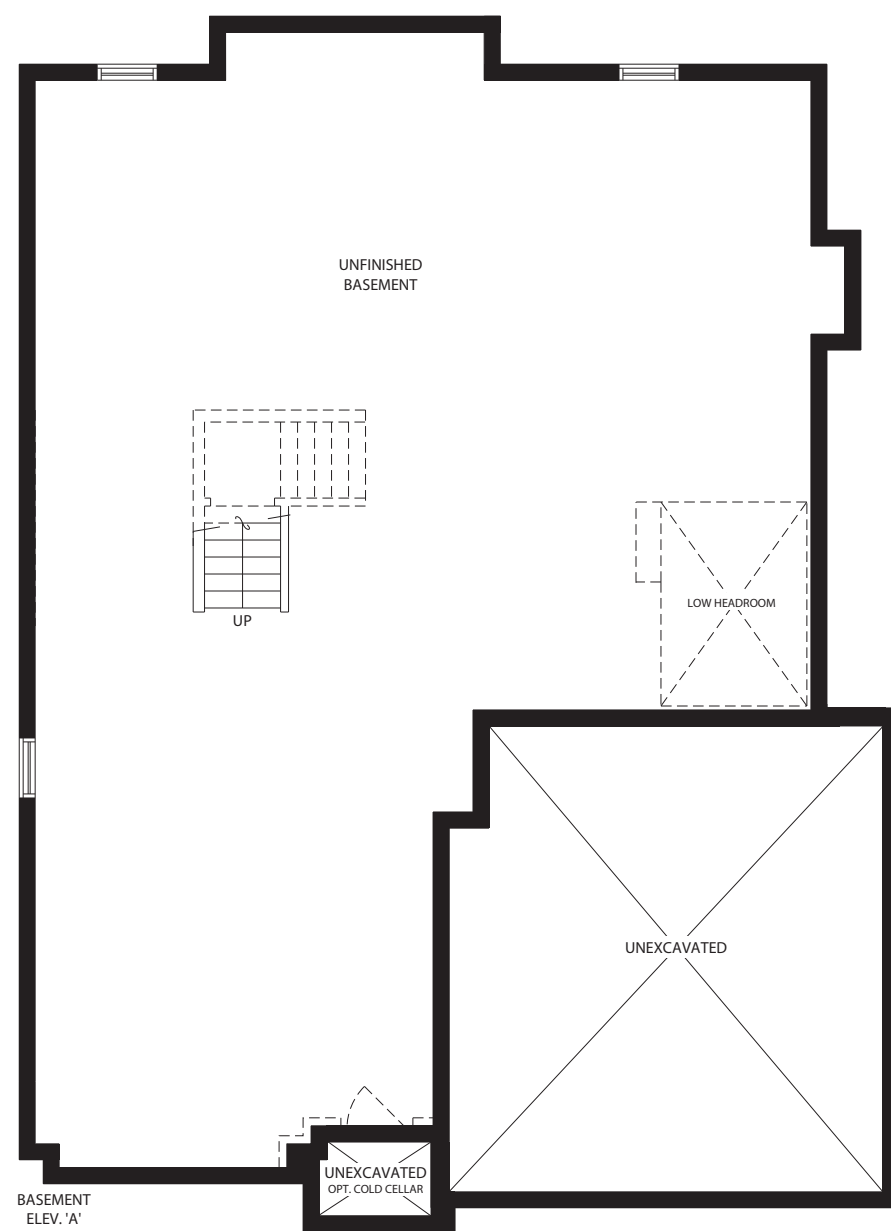 UNFINISHED
BASEMENT
LOW HEADROOM
UP
UNEXCAVATED
UNEXCAVATED
OPT. COLD CELLAR
BASEMENT
ELEV. 'A'